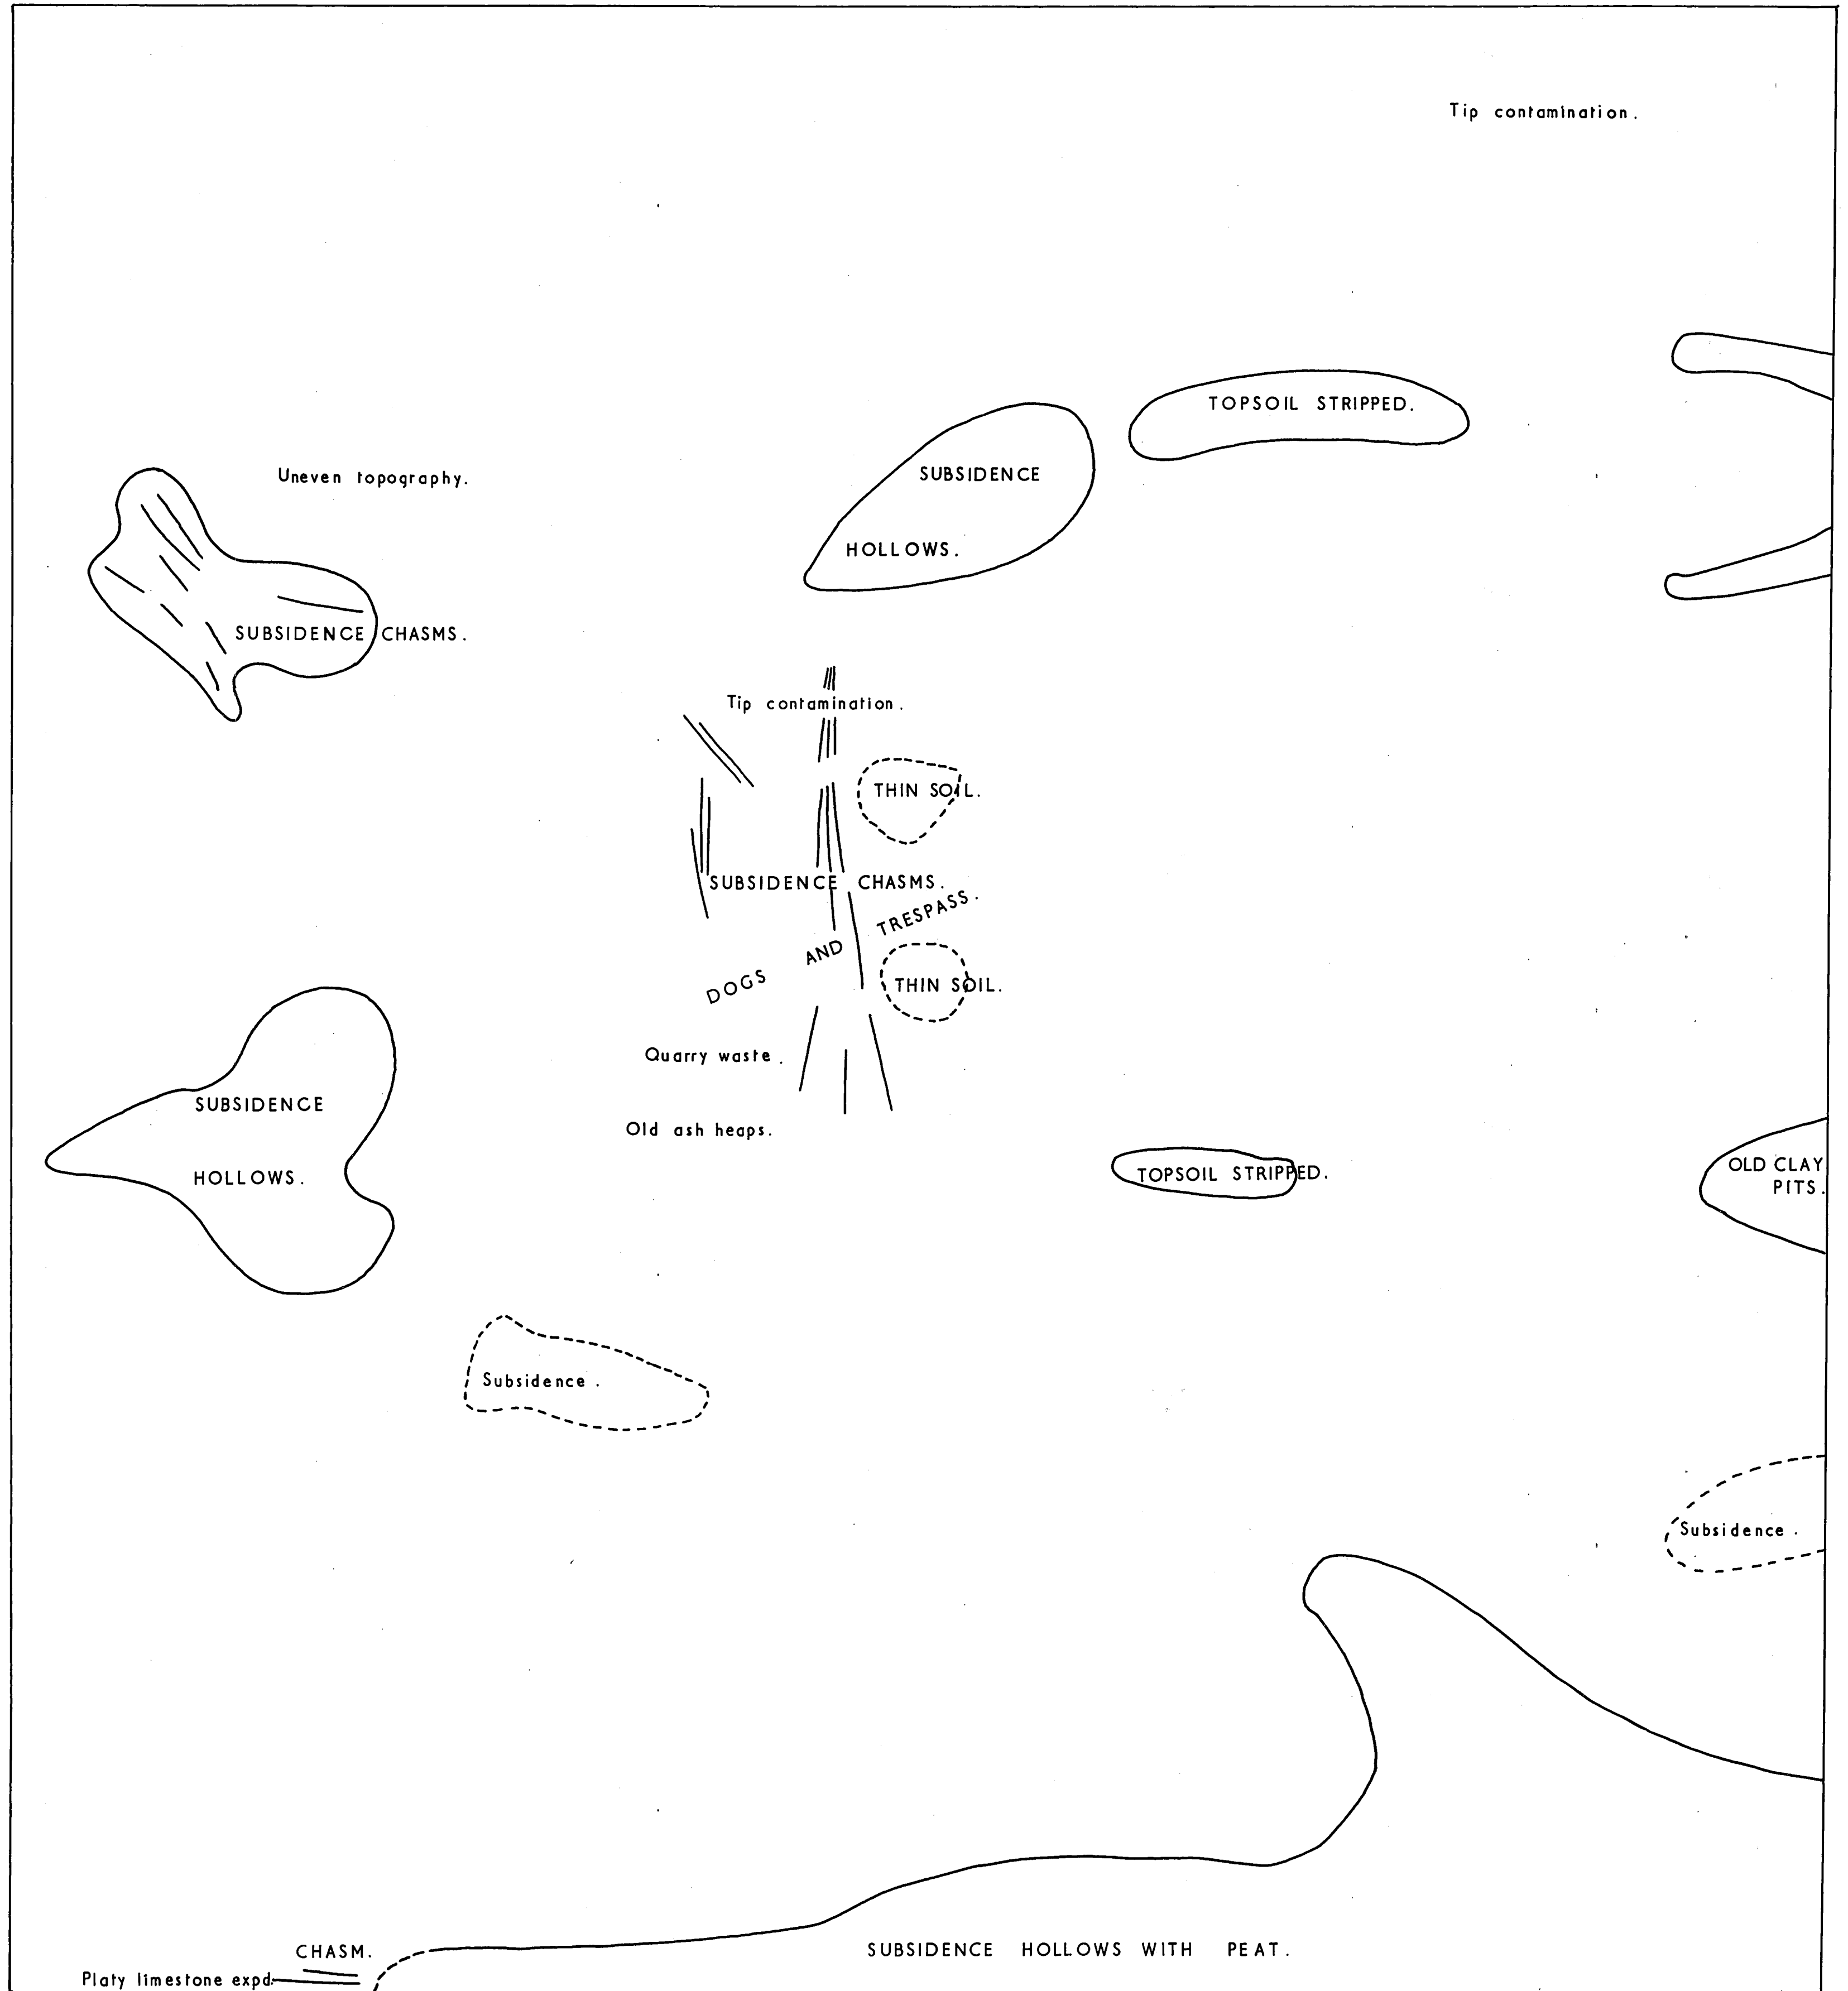 Tip contamination.
TOPSOIL STRIPPED.
Uneven topography.
SUBSIDENCE
HOLLOWS.
SUBSIDENCE CHASMS.
Tip contamination.
THIN SOIL.
SUBSIDENCE CHASMS.
DOGS AND TRESPASS.
THIN SOIL.
Quarry waste.
SUBSIDENCE
HOLLOWS.
Old ash heaps.
TOPSOIL STRIPPED.
OLD CLAY
PITS.
Subsidence.
Subsidence.
CHASM.
SUBSIDENCE HOLLOWS WITH PEAT.
Platy limestone expd.